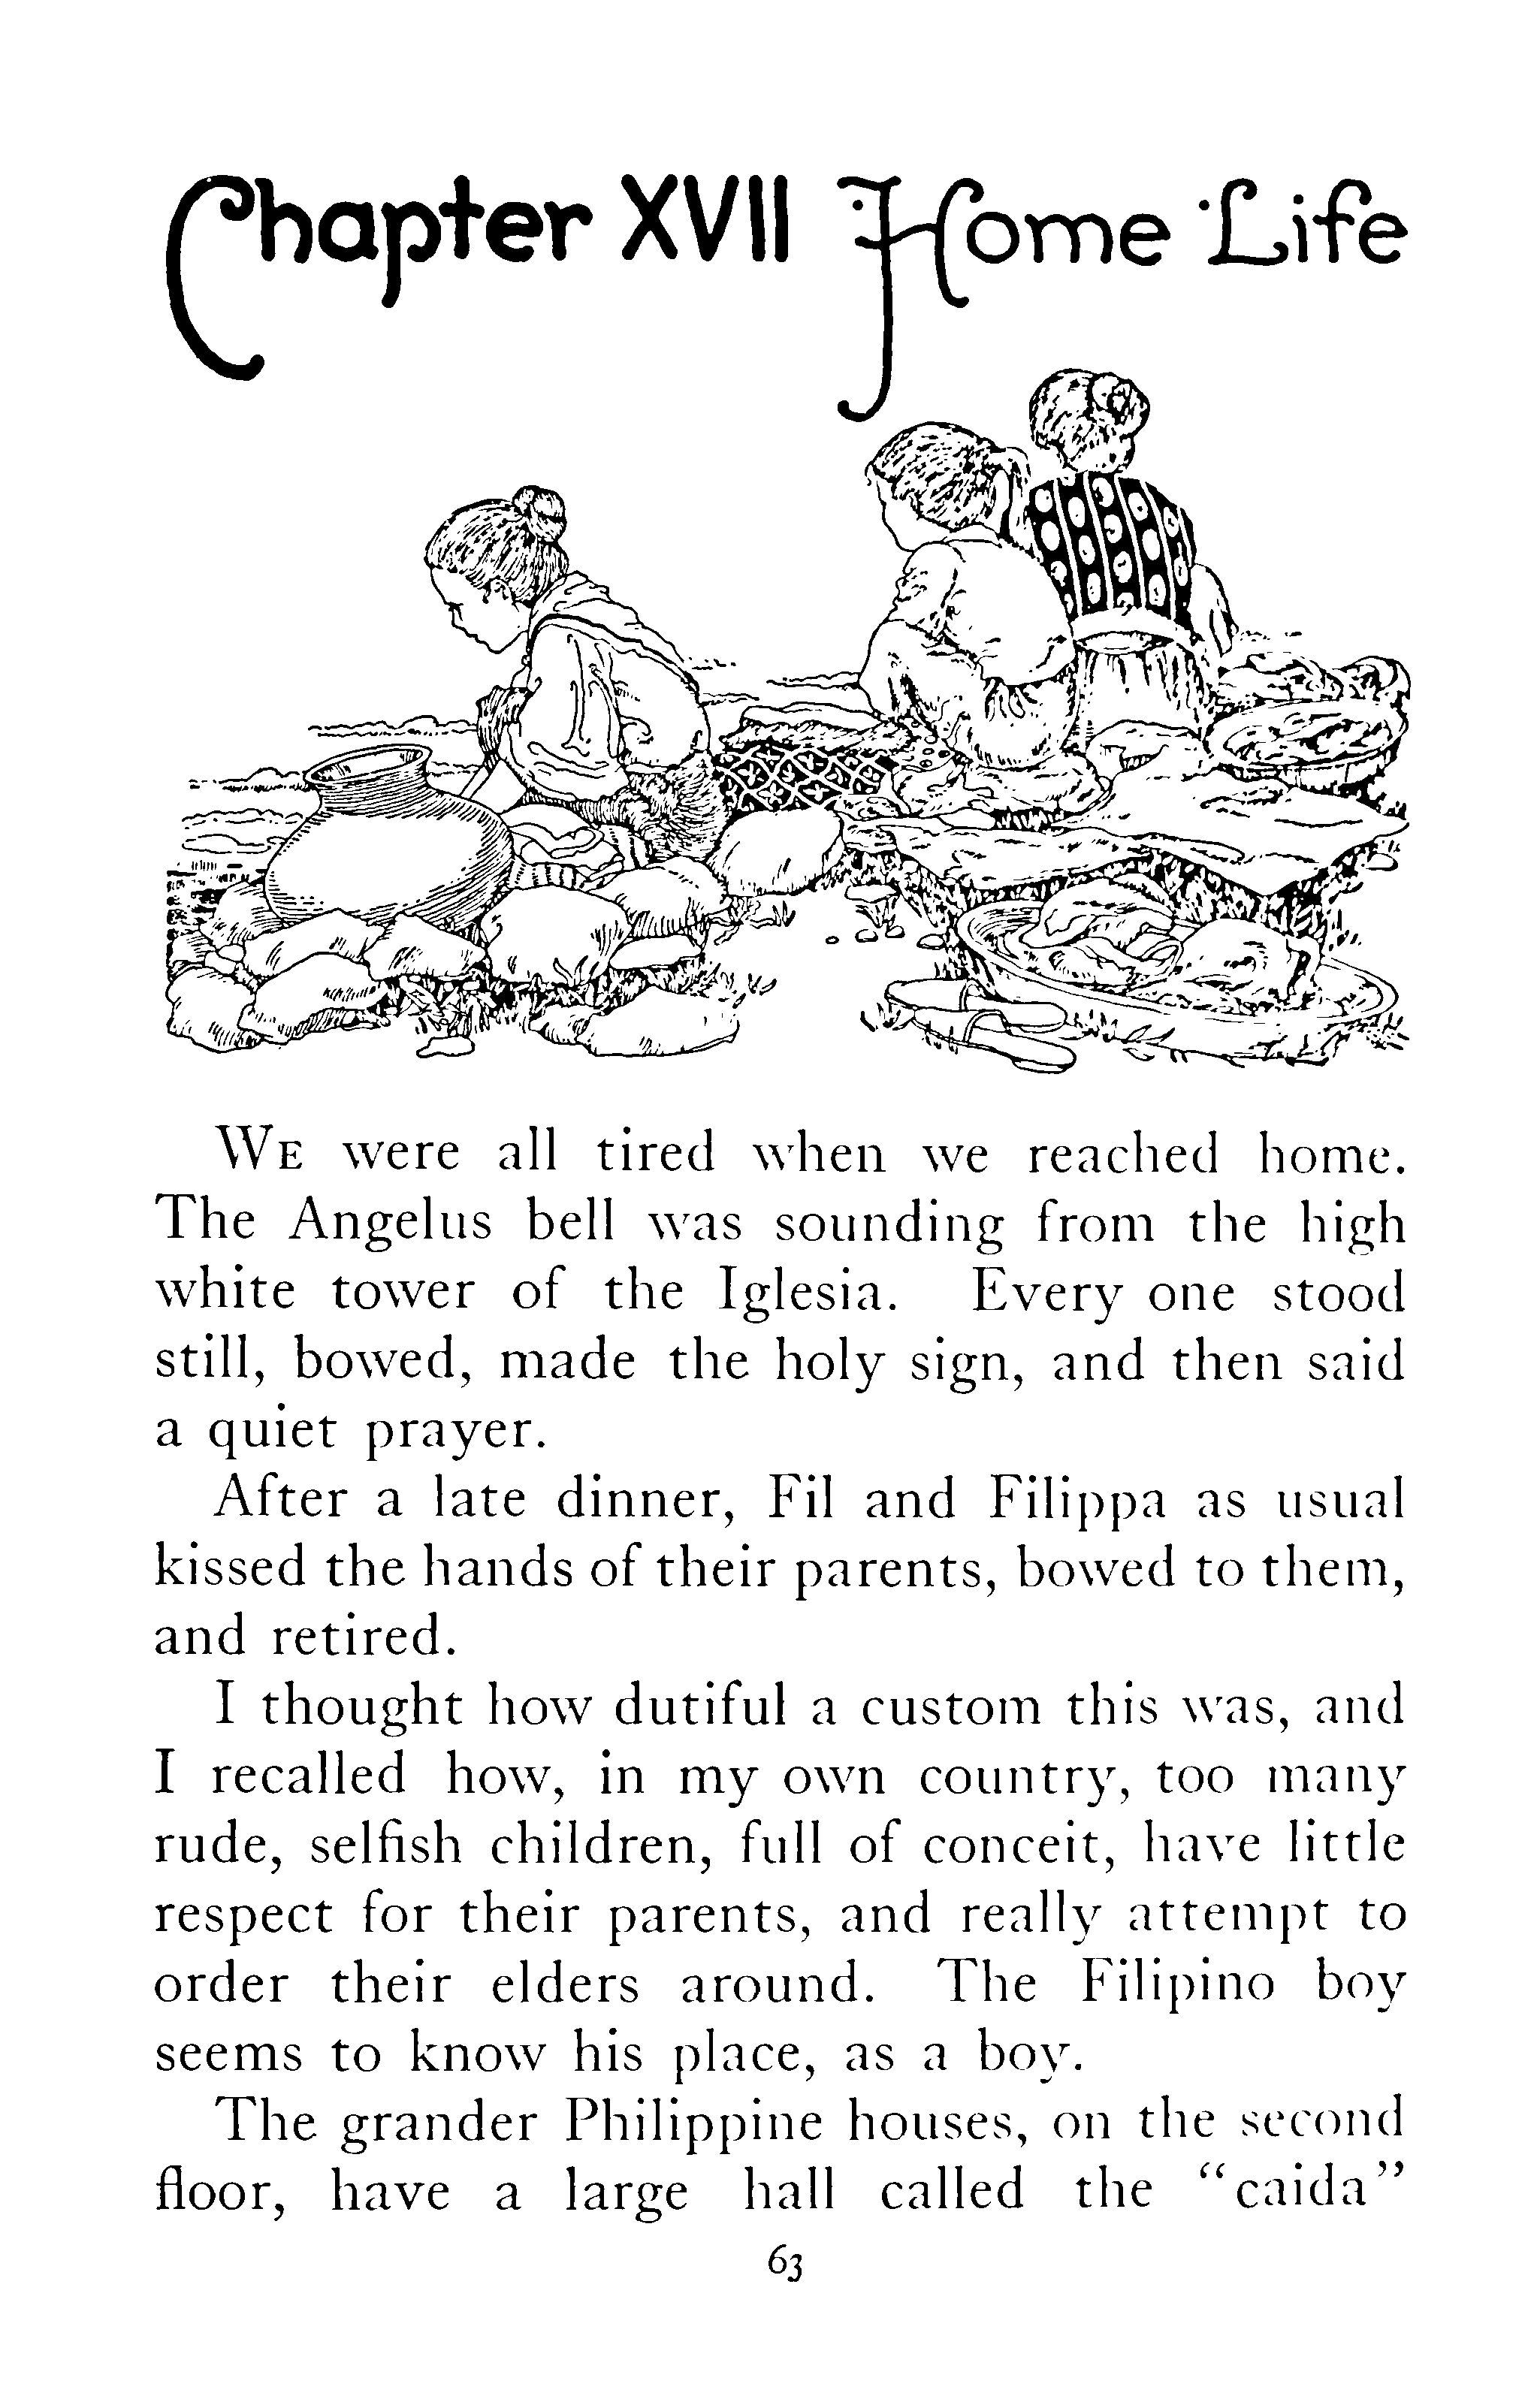 Chapter XVII Home Life
WE were all tired when we reached home.
The Angelus bell was sounding from the high
white tower of the Iglesia. Every one stood
still, bowed, made the holy sign, and then said
a quiet prayer.
After a late dinner, Fil and Filippa as usual
kissed the hands of their parents, bowed to them,
and retired.
I thought how dutiful a custom this was, and
I recalled how, in my own country, too many
rude, selfish children, full of conceit, have little
respect for their parents, and really attempt to
order their elders around. The Filipino boy
seems to know his place, as a boy.
The grander Philippine houses, on the second
floor, have a large hall called the “caida”
63